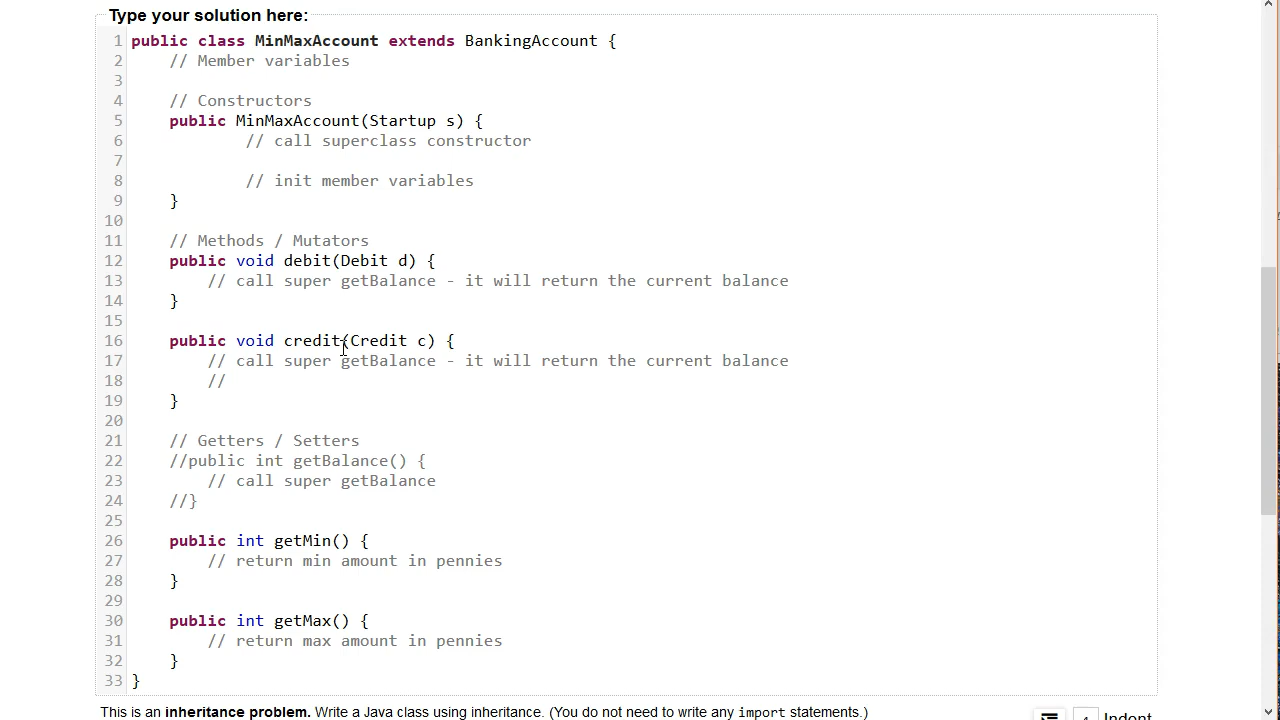 Type your solution here:
1 public class MinMaxAccount extends BankingAccount {
2 // Member variables
3
4 // Constructors
5 public MinMaxAccount(Startup s) {
6 // call superclass constructor
7
8 // init member variables
9 }
10
11 // Methods / Mutators
12 public void debit(Debit d) {
13 // call super getBalance - it will return the current balance
14 }
15
16 public void credit(Credit c) {
17 // call super getBalance - it will return the current balance
18 //
19 }
20
21 // Getters / Setters
22 //public int getBalance() {
23 // call super getBalance
24 //}
25
26 public int getMin() {
27 // return min amount in pennies
28 }
29
30 public int getMax() {
31 // return max amount in pennies
32 }
33 }
This is an inheritance problem. Write a Java class using inheritance. (You do not need to write any import statements.)
4 Indent